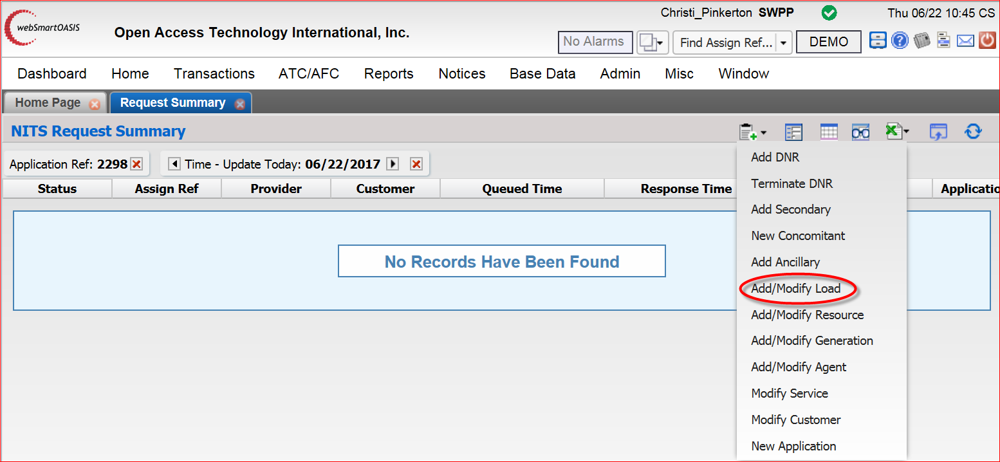 Christi_Pinkerton SWPP Thu 06/22 10:45 CS
webSmartOASIS
Open Access Technology International, Inc.
No Alarms Find Assign Ref... DEMO
Dashboard Home Transactions ATC/AFC Reports Notices Base Data Admin Misc Window
Home Page Request Summary
NITS Request Summary
Application Ref: 2298 Time - Update Today: 06/22/2017
Status Assign Ref Provider Customer Queued Time Response Time Applicatio
No Records Have Been Found
Add DNR
Terminate DNR
Add Secondary
New Concomitant
Add Ancillary
Add/Modify Load
Add/Modify Resource
Add/Modify Generation
Add/Modify Agent
Modify Service
Modify Customer
New Application